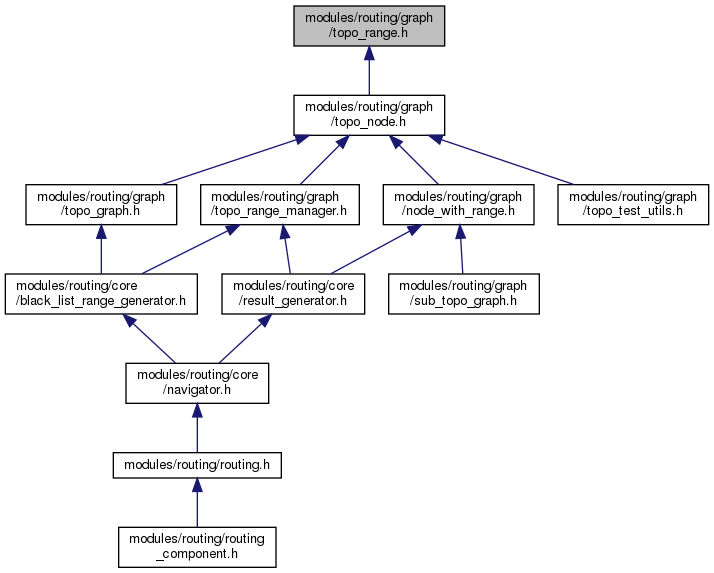 modules/routing/graph
/topo_range.h
modules/routing/graph
/topo_node.h
modules/routing/graph
/topo_graph.h
modules/routing/graph
/topo_range_manager.h
modules/routing/graph
/node_with_range.h
modules/routing/graph
/topo_test_utils.h
modules/routing/core
/black_list_range_generator.h
modules/routing/core
/result_generator.h
modules/routing/graph
/sub_topo_graph.h
modules/routing/core
/navigator.h
modules/routing/routing.h
modules/routing/routing
_component.h